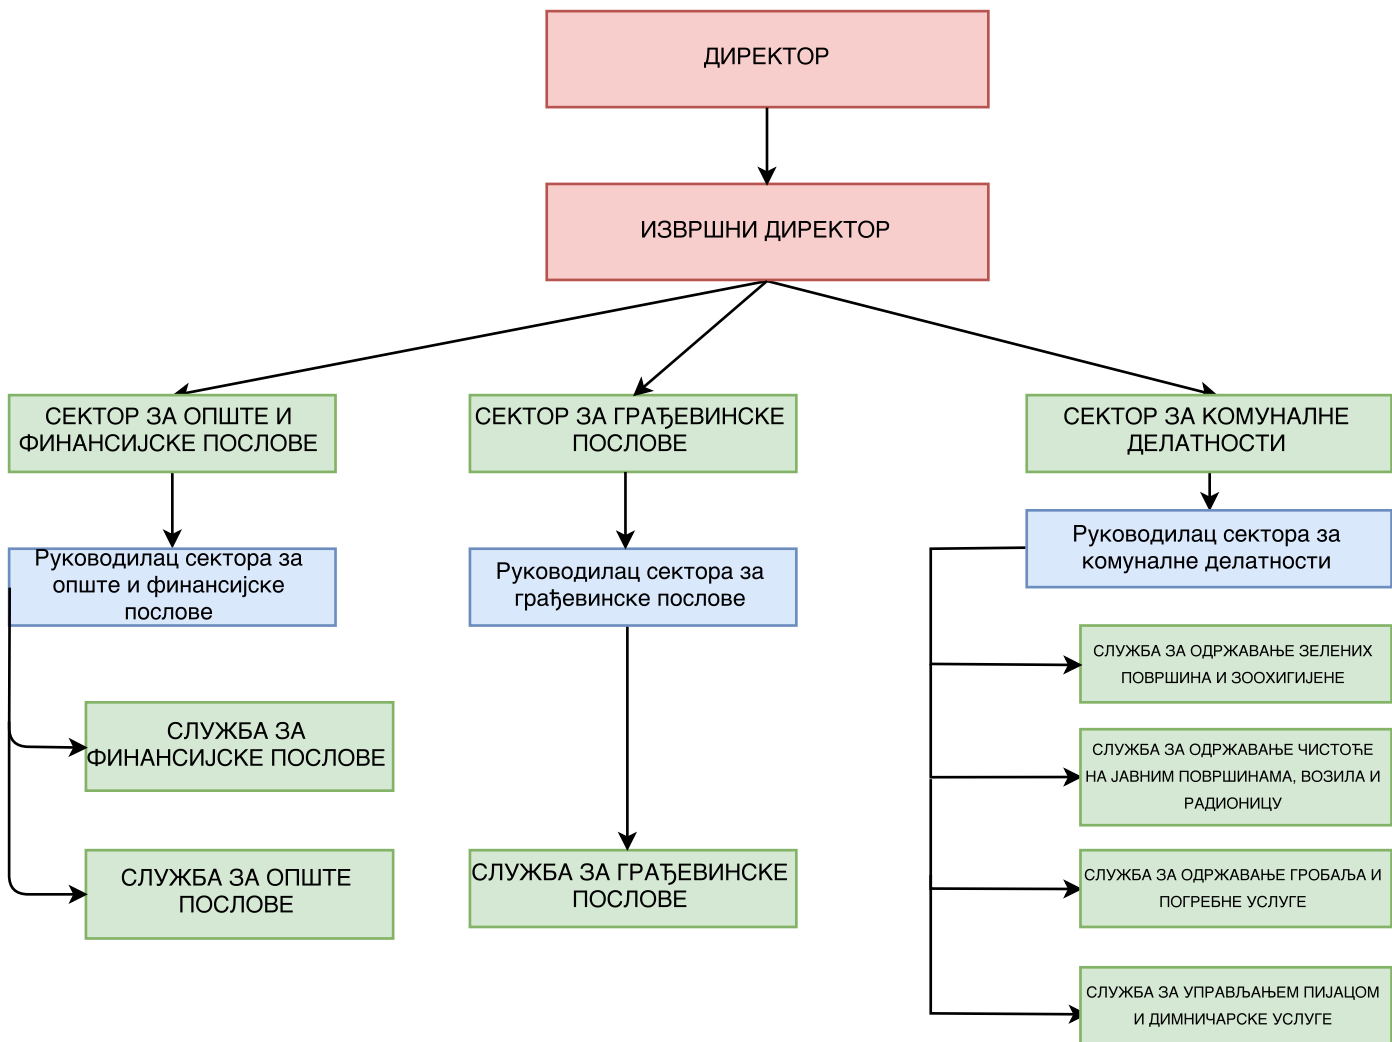 ДИРЕКТОР
ИЗВРШНИ ДИРЕКТОР
СЕКТОР ЗА ОПШТЕ И
ФИНАНСИЈСКЕ ПОСЛОВЕ
СЕКТОР ЗА ГРАЂЕВИНСКЕ
ПОСЛОВЕ
СЕКТОР ЗА КОМУНАЛНЕ
ДЕЛАТНОСТИ
Руководилац сектора за
опште и финансијске
послове
Руководилац сектора за
грађевинске послове
Руководилац сектора за
комуналне делатности
СЛУЖБА ЗА
ФИНАНСИЈСКЕ ПОСЛОВЕ
СЛУЖБА ЗА ОПШТЕ
ПОСЛОВЕ
СЛУЖБА ЗА ГРАЂЕВИНСКЕ
ПОСЛОВЕ
СЛУЖБА ЗА ОДРЖАВАЊЕ ЗЕЛЕНИХ
ПОВРШИНА И ЗООХИГИЈЕНЕ
СЛУЖБА ЗА ОДРЖАВАЊЕ ЧИСТОЋЕ
НА ЈАВНИМ ПОВРШИНАМА, ВОЗИЛА И
РАДИОНИЦУ
СЛУЖБА ЗА ОДРЖАВАЊЕ ГРОБАЉА И
ПОГРЕБНЕ УСЛУГЕ
СЛУЖБА ЗА УПРАВЉАЊЕМ ПИЈАЦОМ
И ДИМНИЧАРСКЕ УСЛУГЕ